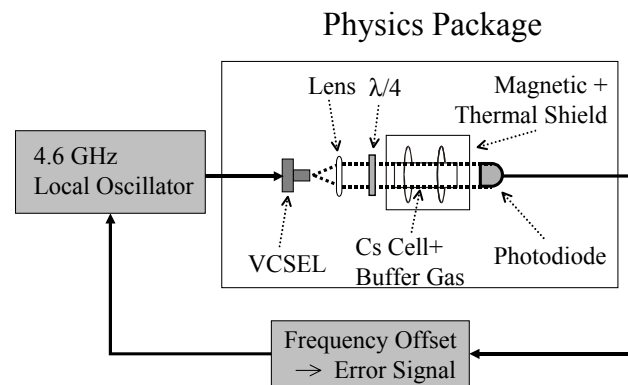 Physics Package
Lens
λ/4
Magnetic +
Thermal Shield
4.6 GHz
Local Oscillator
VCSEL
Cs Cell+
Buffer Gas
Photodiode
Frequency Offset
→ Error Signal